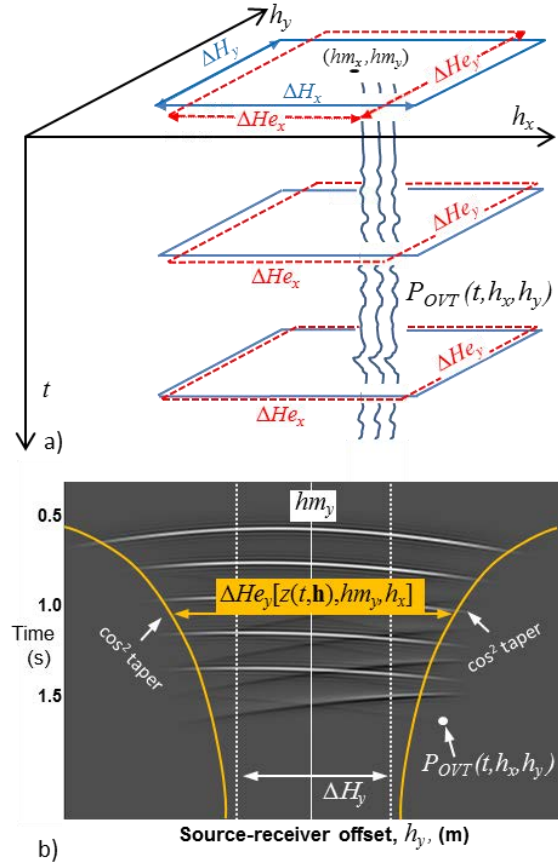 h_y
ΔH_y
(hm_x, hm_y)
ΔHe_y
ΔH_x
ΔHe_x
h_x
ΔHe_y
ΔHe_x
P_OVT(t,h_x,h_y)
ΔHe_y
t
ΔHe_x
a)
0.5
hm_y
ΔHe_y[z(t,h),hm_y,h_x]
1.0
Time
(s)
cos² taper
cos² taper
1.5
P_OVT(t,h_x,h_y)
ΔH_y
b)
Source-receiver offset, h_y, (m)